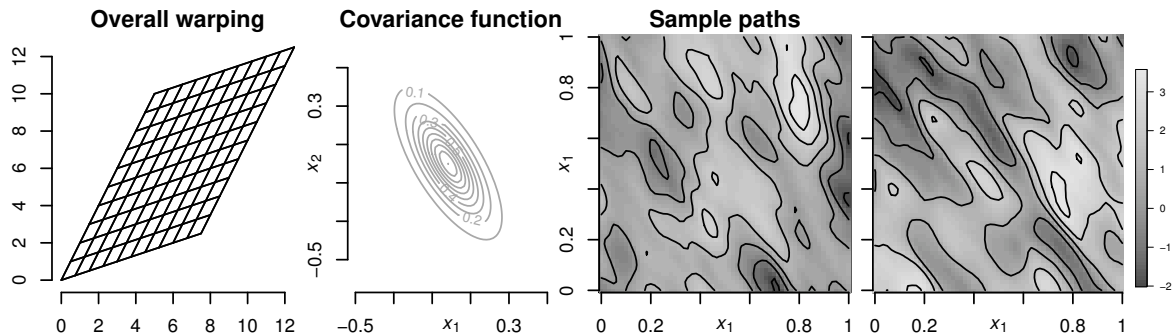 Overall warping
Covariance function
Sample paths
12
10
8
6
4
2
0
0 2 4 6 8 10 12
0.3
x2
−0.5
−0.5 x1 0.3
0.1
0.2
1
0.8
x1
0.2
0
0 0.2 x1 0.8 1
0 0.2 x1 0.8 1
3
2
1
0
−1
−2